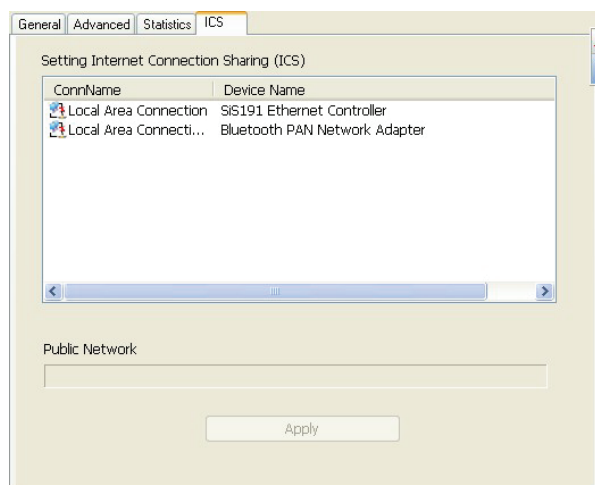 General Advanced Statistics ICS
Setting Internet Connection Sharing (ICS)
ConnName Device Name
Local Area Connection SiS191 Ethernet Controller
Local Area Connecti... Bluetooth PAN Network Adapter
Public Network
Apply